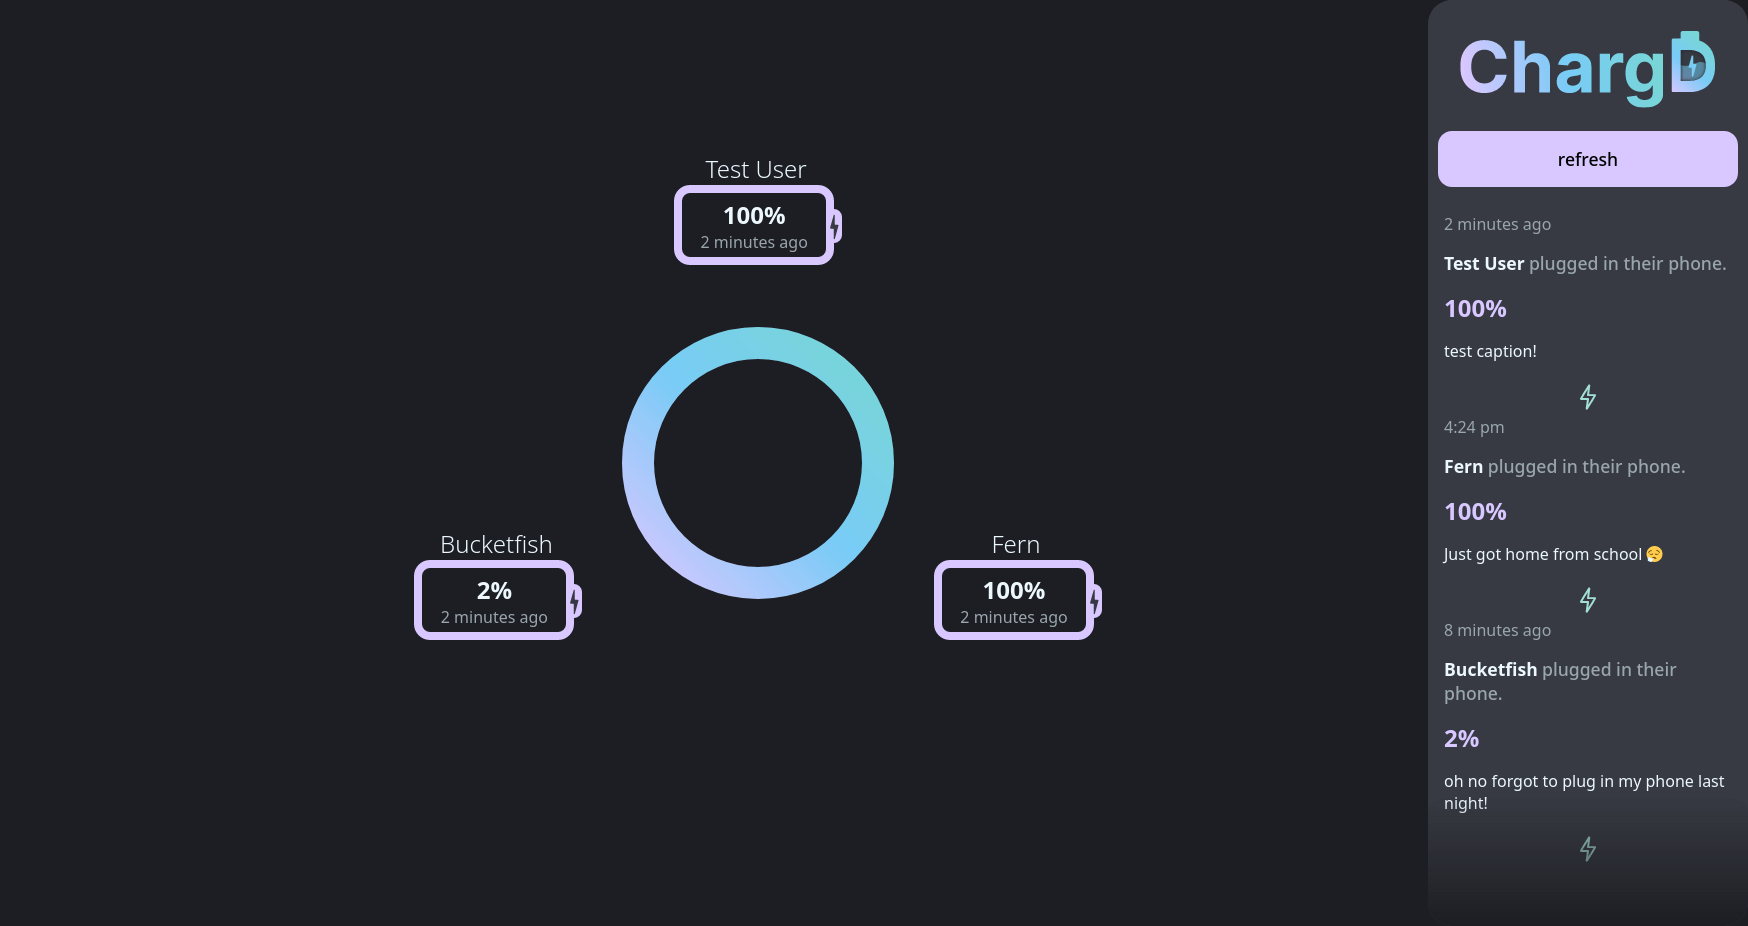 Test User
100%
2 minutes ago
Bucketfish
2%
2 minutes ago
Fern
100%
2 minutes ago
ChargD
refresh
2 minutes ago
Test User plugged in their phone.
100%
test caption!
4:24 pm
Fern plugged in their phone.
100%
Just got home from school 😮‍💨
8 minutes ago
Bucketfish plugged in their
phone.
2%
oh no forgot to plug in my phone last
night!